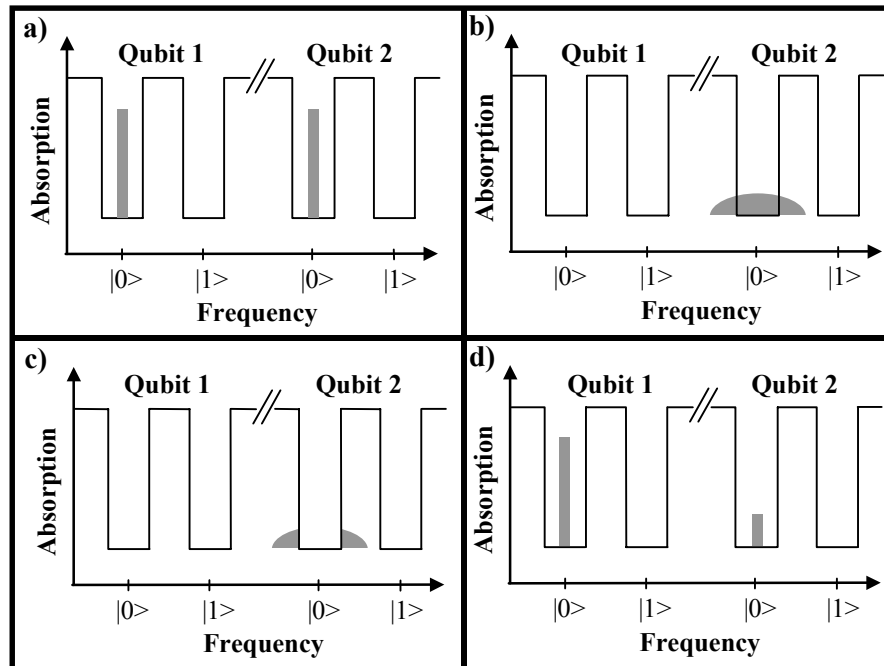 a)
Qubit 1 Qubit 2
Absorption
|0> |1> |0> |1>
Frequency
b)
Qubit 1 Qubit 2
Absorption
|0> |1> |0> |1>
Frequency
c)
Qubit 1 Qubit 2
Absorption
|0> |1> |0> |1>
Frequency
d)
Qubit 1 Qubit 2
Absorption
|0> |1> |0> |1>
Frequency